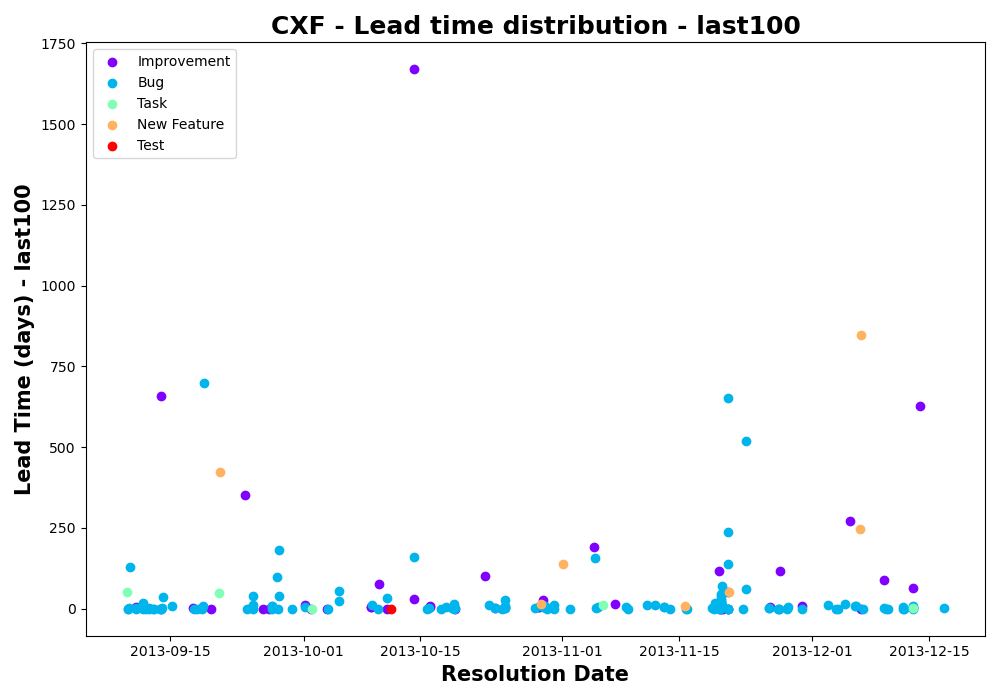 CXF - Lead time distribution - last100
Lead Time (days) - last100
1750
1500
1250
1000
750
500
250
0
Improvement
Bug
Task
New Feature
Test
2013-09-15
2013-10-01
2013-10-15
2013-11-01
2013-11-15
2013-12-01
2013-12-15
Resolution Date